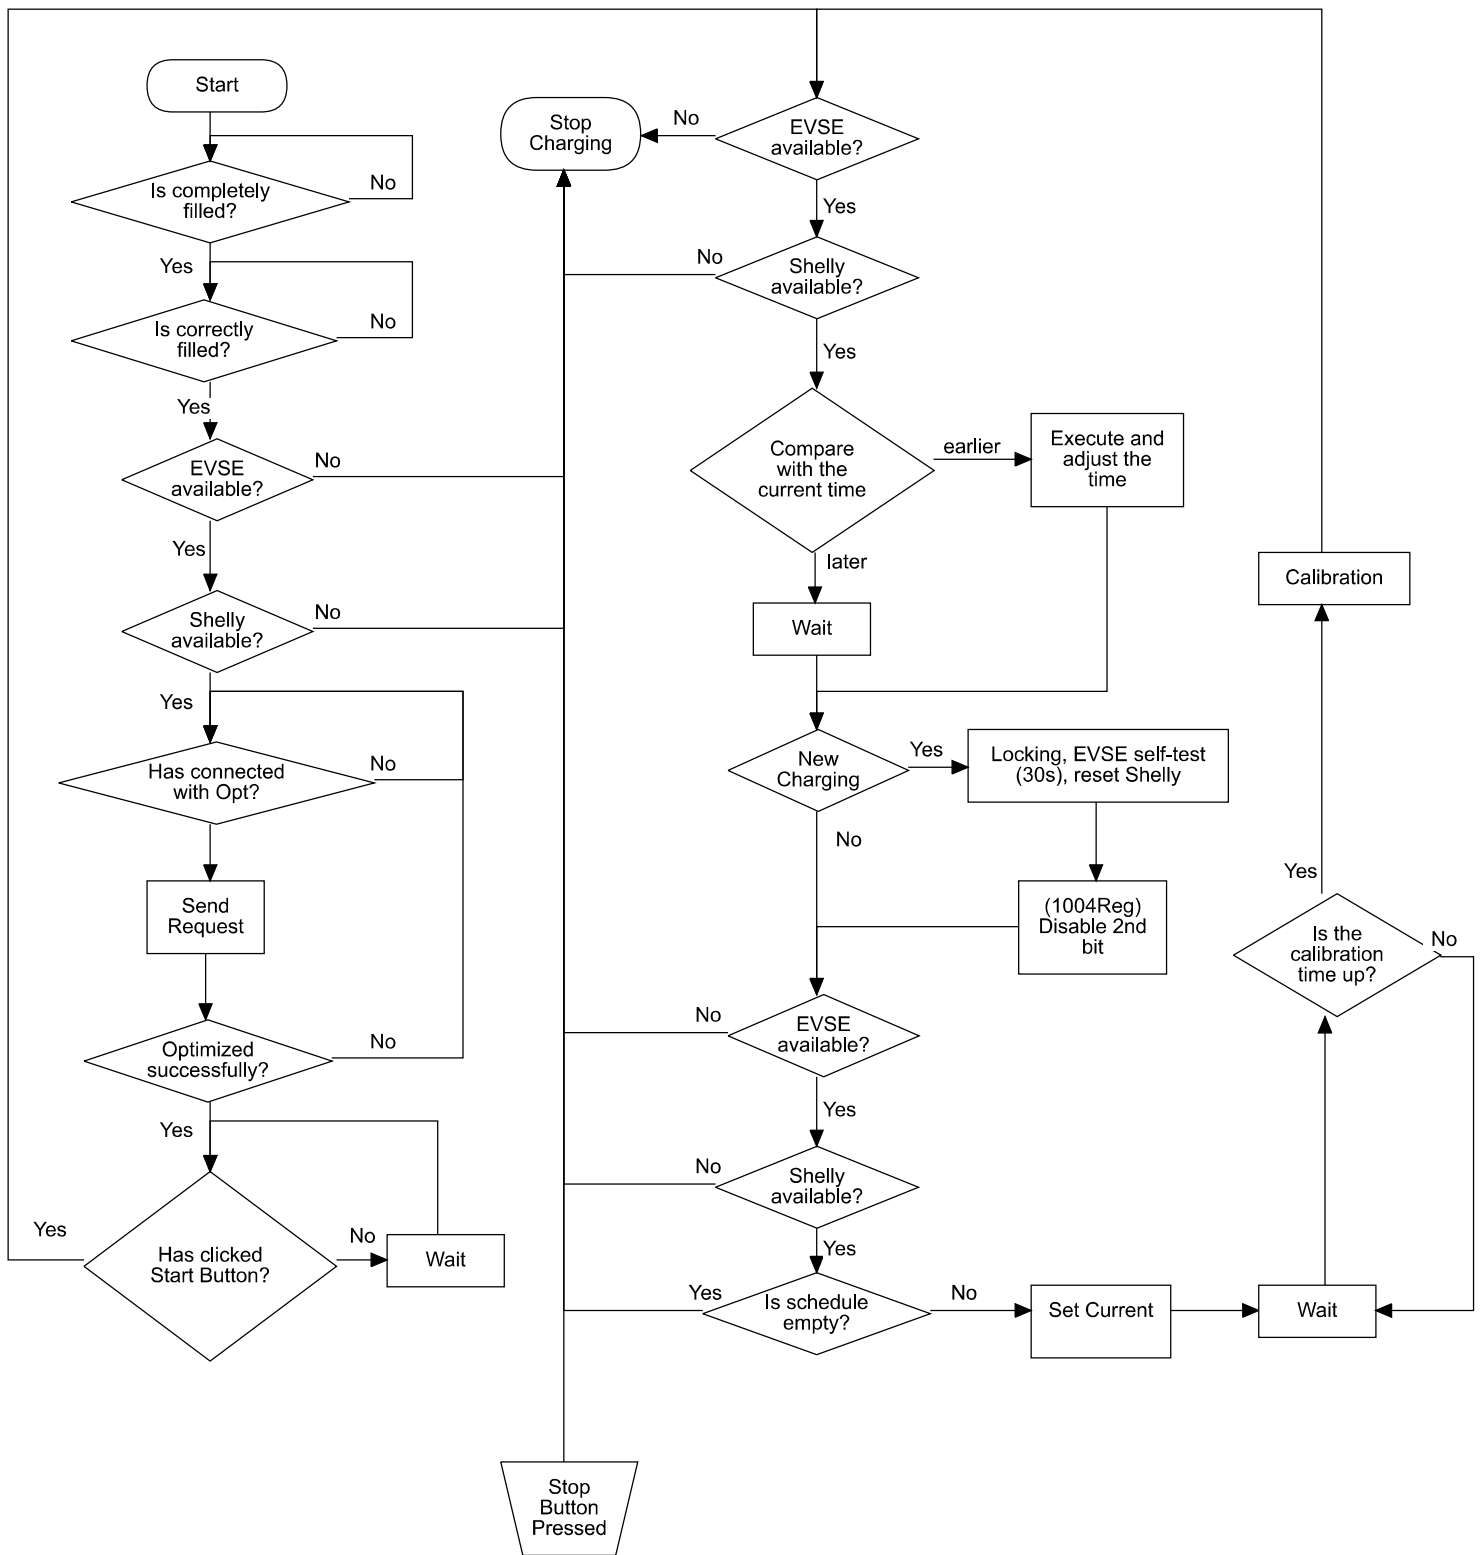 Start
Is completely
filled?
No
Yes
Is correctly
filled?
No
Yes
EVSE
available?
No
Yes
Shelly
available?
No
Yes
Has connected
with Opt?
No
Send
Request
Optimized
successfully?
No
Yes
Has clicked
Start Button?
Yes
No
Wait
Stop
Charging
No
EVSE
available?
Yes
No
Shelly
available?
Yes
Compare
with the
current time
earlier
Execute and
adjust the
time
later
Wait
New
Charging
Yes
Locking, EVSE self-test
(30s), reset Shelly
No
(1004Reg)
Disable 2nd
bit
No
EVSE
available?
Yes
No
Shelly
available?
Yes
Yes
Is schedule
empty?
No
Set Current
Wait
Is the
calibration
time up?
No
Yes
Calibration
Stop
Button
Pressed